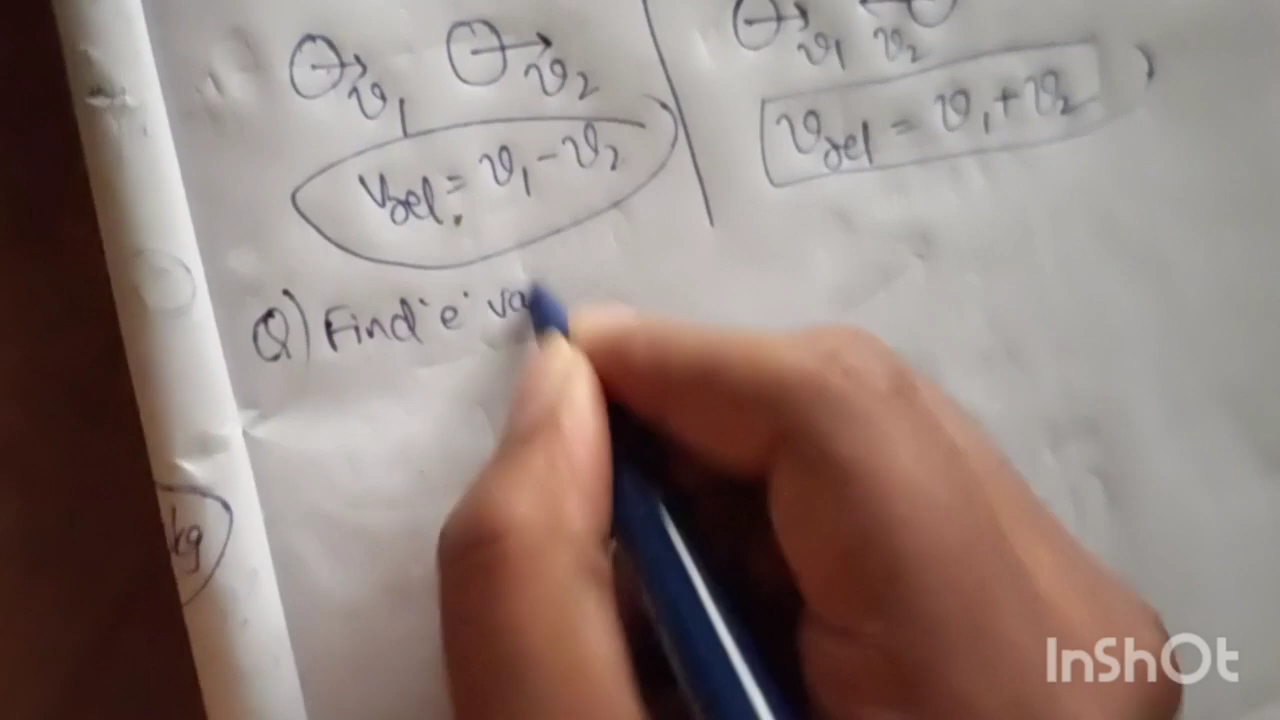 v₁ v₂
v₁ v₂
Vrel = v₁ - v₂
vrel = v₁ + v₂
Q) Find 'e' va
kg
InShOt